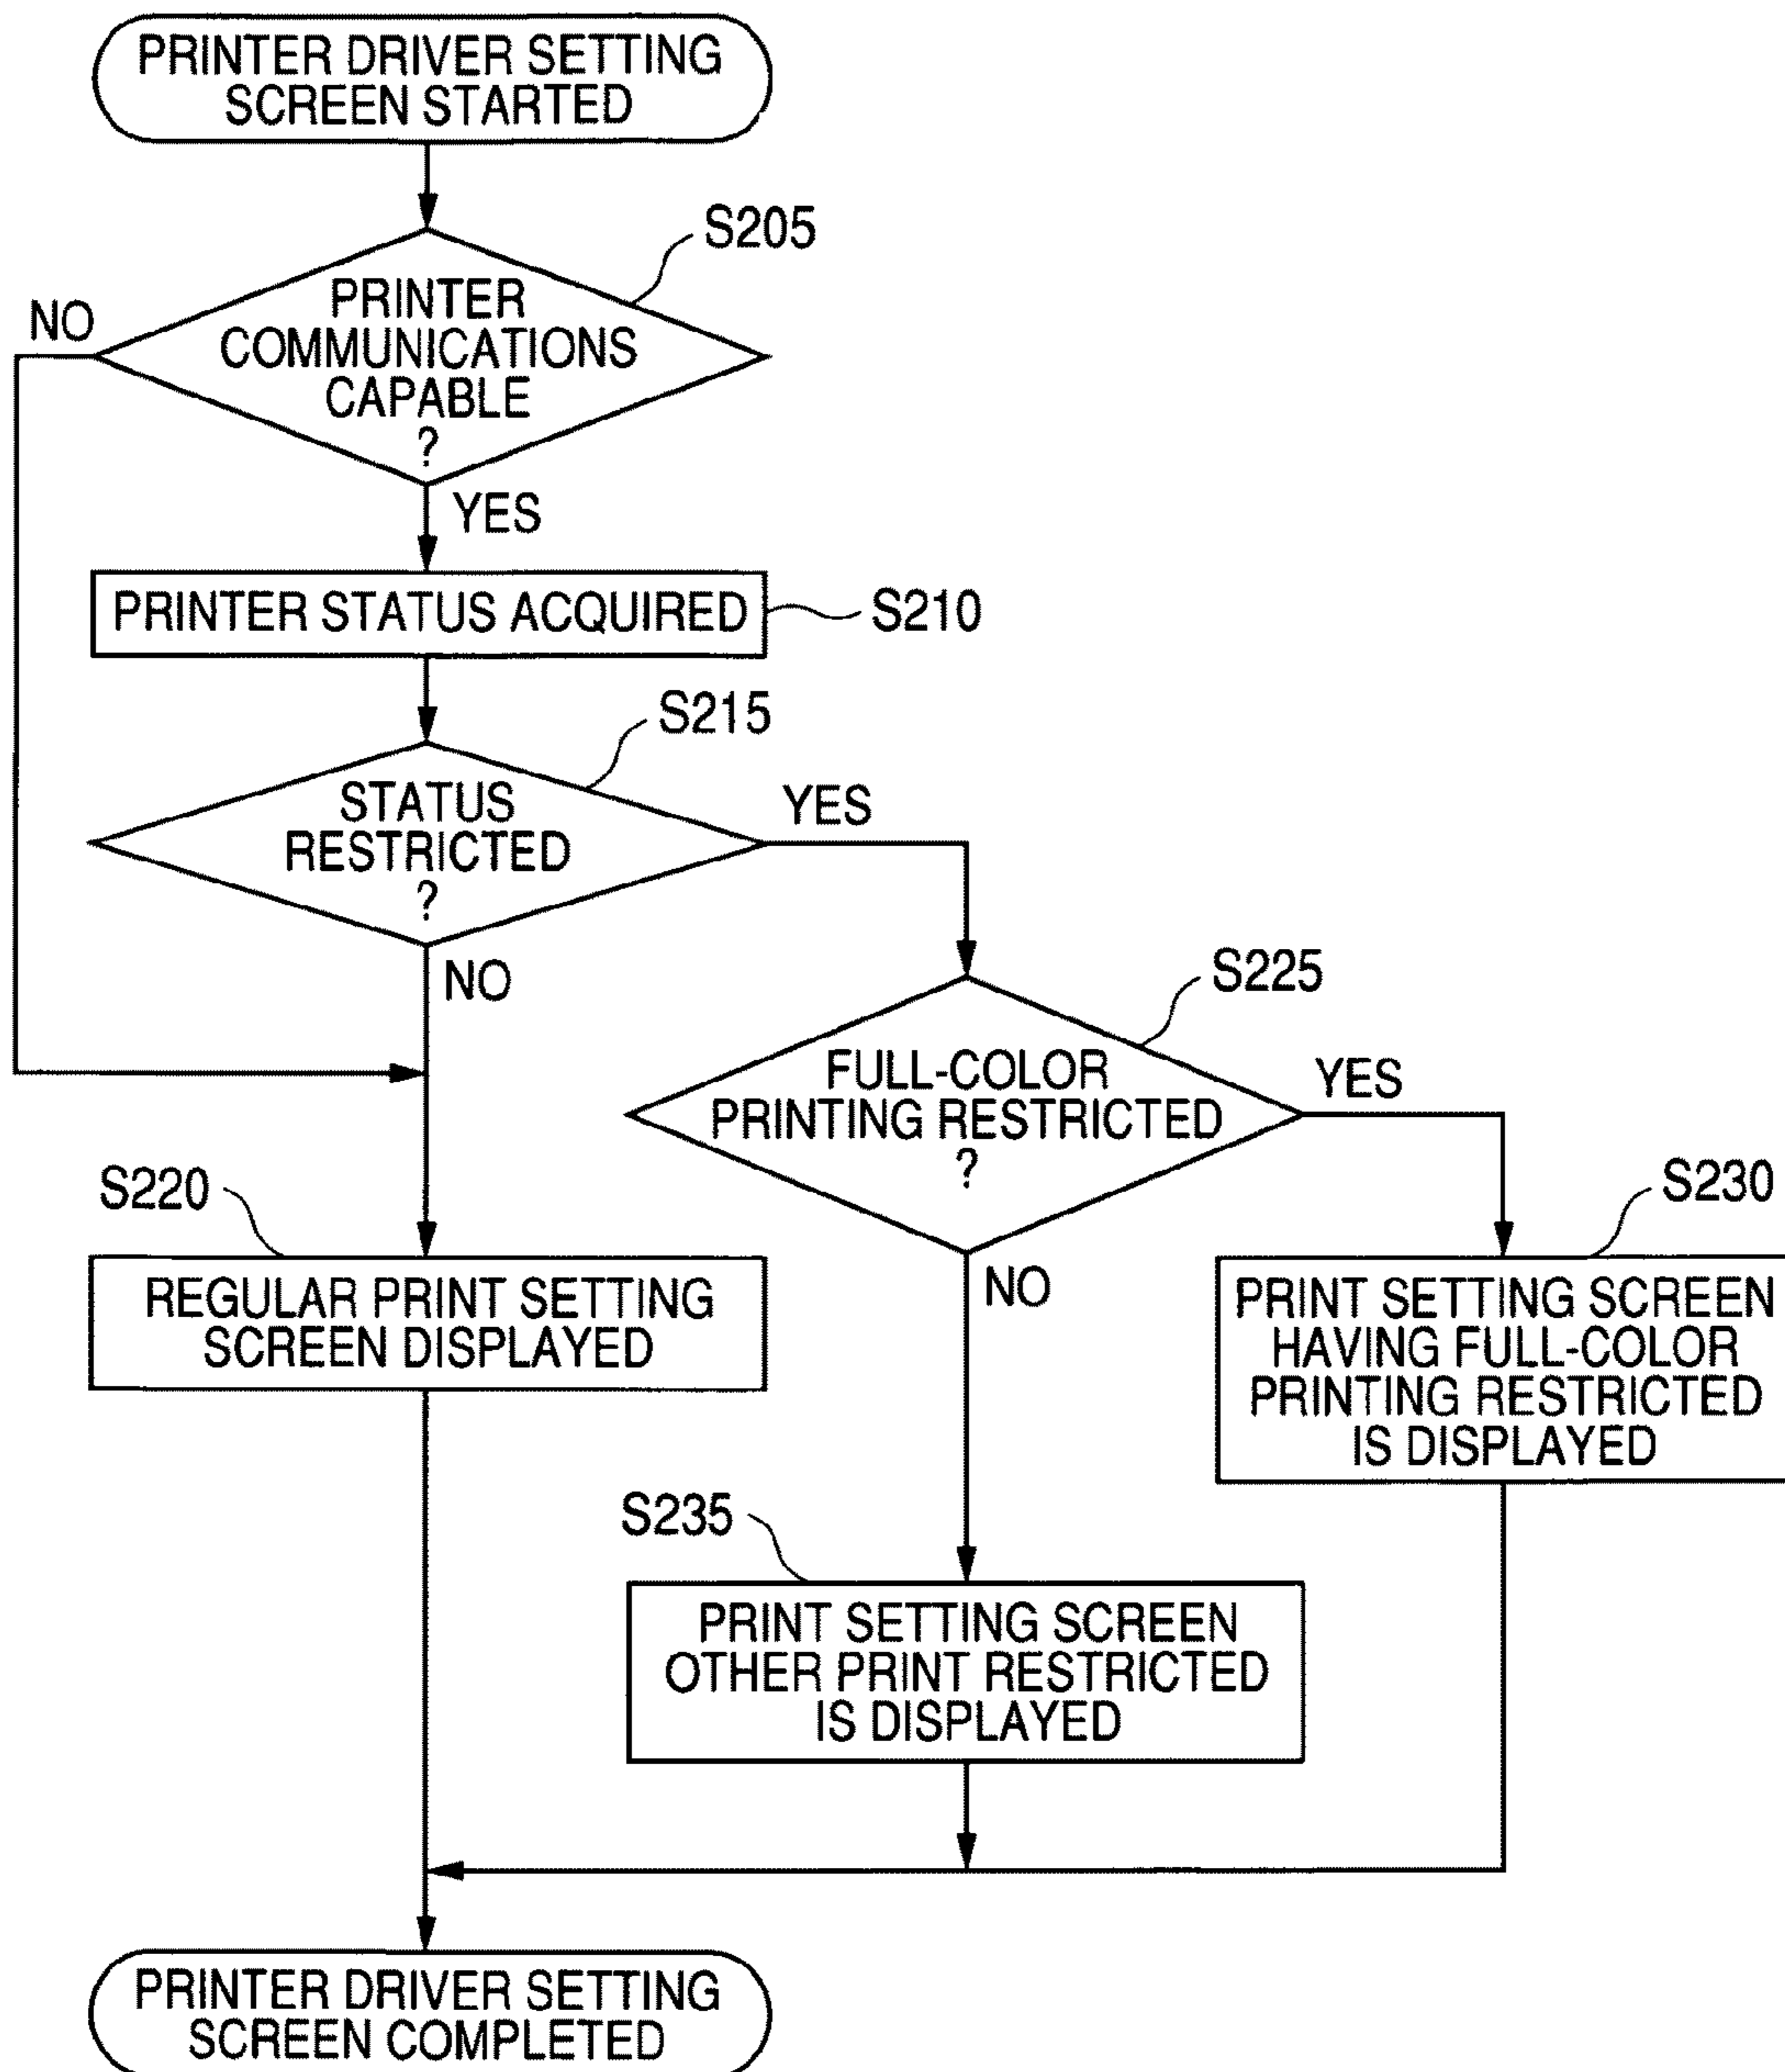 PRINTER DRIVER SETTING
SCREEN STARTED
S205
PRINTER
COMMUNICATIONS
CAPABLE
?
NO
YES
PRINTER STATUS ACQUIRED
S210
S215
STATUS
RESTRICTED
?
YES
NO
S225
FULL-COLOR
PRINTING RESTRICTED
?
YES
NO
S220
REGULAR PRINT SETTING
SCREEN DISPLAYED
S230
PRINT SETTING SCREEN
HAVING FULL-COLOR
PRINTING RESTRICTED
IS DISPLAYED
S235
PRINT SETTING SCREEN
OTHER PRINT RESTRICTED
IS DISPLAYED
PRINTER DRIVER SETTING
SCREEN COMPLETED